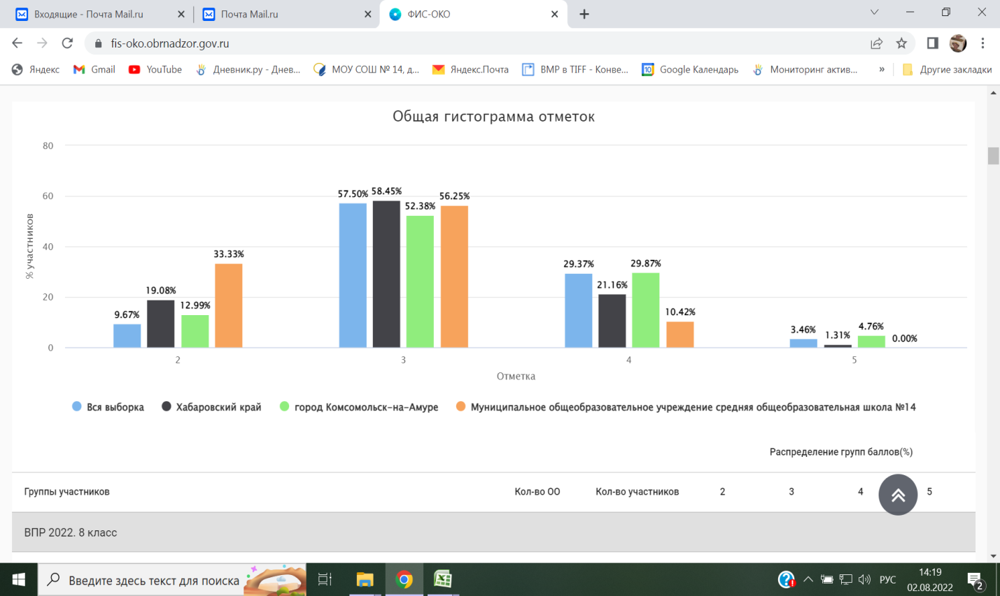 Входящие - Почта Mail.ru
Почта Mail.ru
ФИС-ОКО
fis-oko.obrnadzor.gov.ru
Яндекс
Gmail
YouTube
Дневник.ру - Днев...
МОУ СОШ № 14, д...
Яндекс.Почта
BMP в TIFF - Конве...
10
Google Календарь
Мониторинг актив...
»
Другие закладки
Общая гистограмма отметок
% участников
80
60
40
20
0
9.67%
19.08%
12.99%
33.33%
57.50%
58.45%
52.38%
56.25%
29.37%
21.16%
29.87%
10.42%
3.46%
1.31%
4.76%
0.00%
2
3
4
5
Отметка
Вся выборка
Хабаровский край
город Комсомольск-на-Амуре
Муниципальное общеобразовательное учреждение средняя общеобразовательная школа №14
Распределение групп баллов(%)
Группы участников
Кол-во ОО
Кол-во участников
2
3
4
5
ВПР 2022. 8 класс
Введите здесь текст для поиска
РУС
14:19
02.08.2022
2